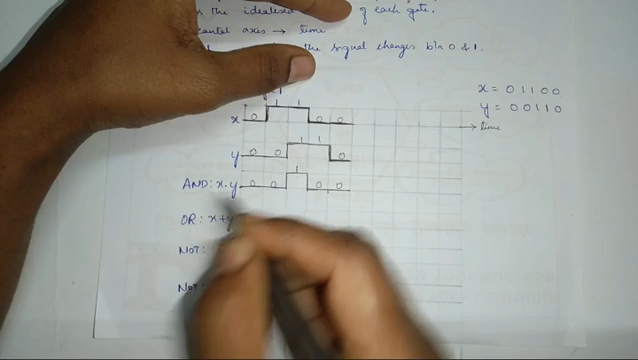 the idealised of each gate.
axis → time
the signal changes b/n 0 & 1.
x = 0 1 1 0 0
y = 0 0 1 1 0
x 0 1 1 0 0
→ time
y 0 0 1 1 0
AND: x.y 0 0 1 0 0
OR: x+y
NOT:
NOT: